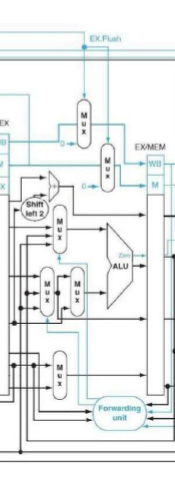 EX.Flush
EX
M
u
x
0
WB
M
u
x
0
EX/MEM
WB
M
M
X
Shift
left 2
+
M
u
x
Zero
ALU
M
u
x
M
u
x
M
u
x
Forwarding
unit